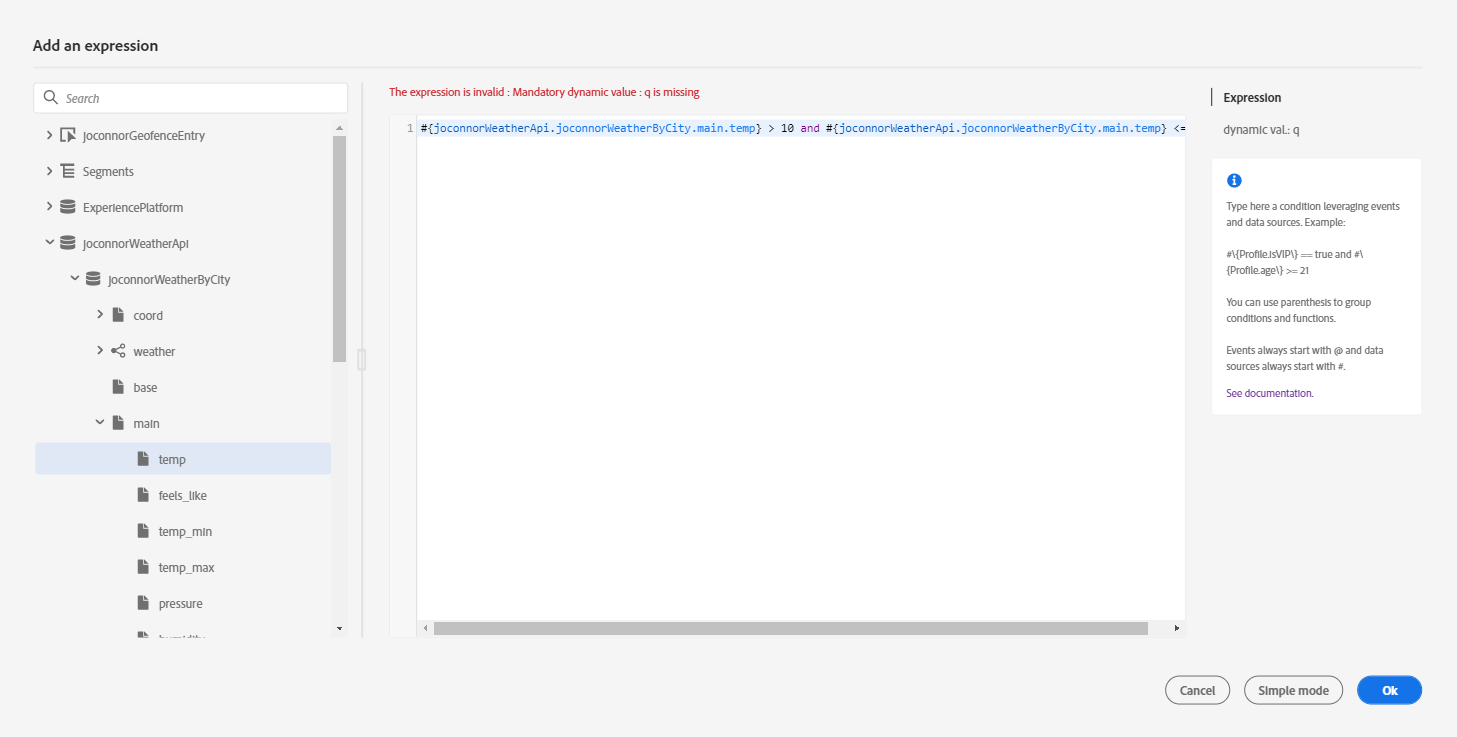 Add an expression
Search
joconnorGeofenceEntry
Segments
ExperiencePlatform
joconnorWeatherApi
joconnorWeatherByCity
coord
weather
base
main
temp
feels_like
temp_min
temp_max
pressure
The expression is invalid : Mandatory dynamic value : q is missing
1 #{joconnorWeatherApi.joconnorWeatherByCity.main.temp} > 10 and #{joconnorWeatherApi.joconnorWeatherByCity.main.temp} <=
Expression
dynamic val.: q
Type here a condition leveraging events
and data sources. Example:
#\{Profile.isVIP\} == true and #\
{Profile.age\} >= 21
You can use parenthesis to group
conditions and functions.
Events always start with @ and data
sources always start with #.
See documentation.
Cancel
Simple mode
Ok